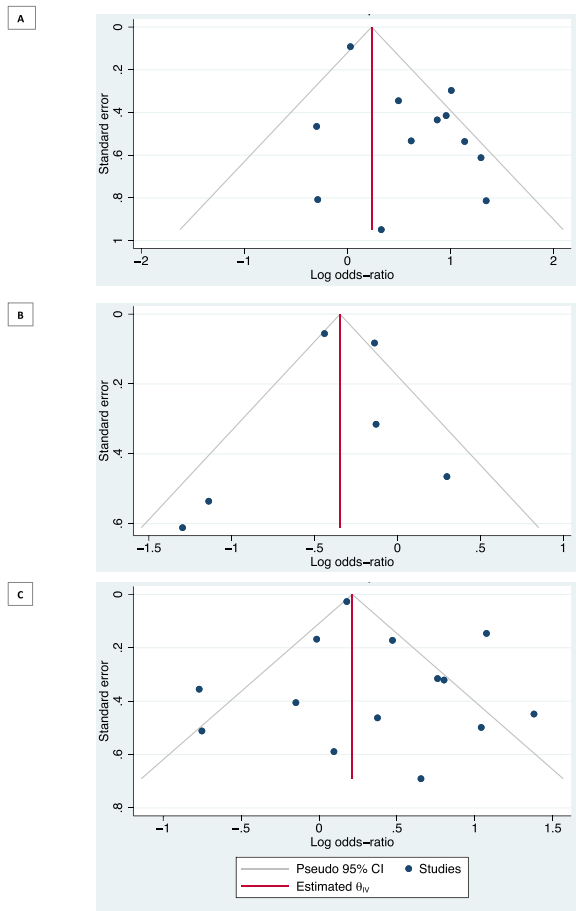 A
0
.2
.4
.6
.8
1
Standard error
−2
−1
0
1
2
Log odds−ratio
B
0
.2
.4
.6
Standard error
−1.5
−1
−.5
0
.5
1
Log odds−ratio
C
0
.2
.4
.6
.8
Standard error
−1
−.5
0
.5
1
1.5
Log odds−ratio
Pseudo 95% CI
Studies
Estimated θIV